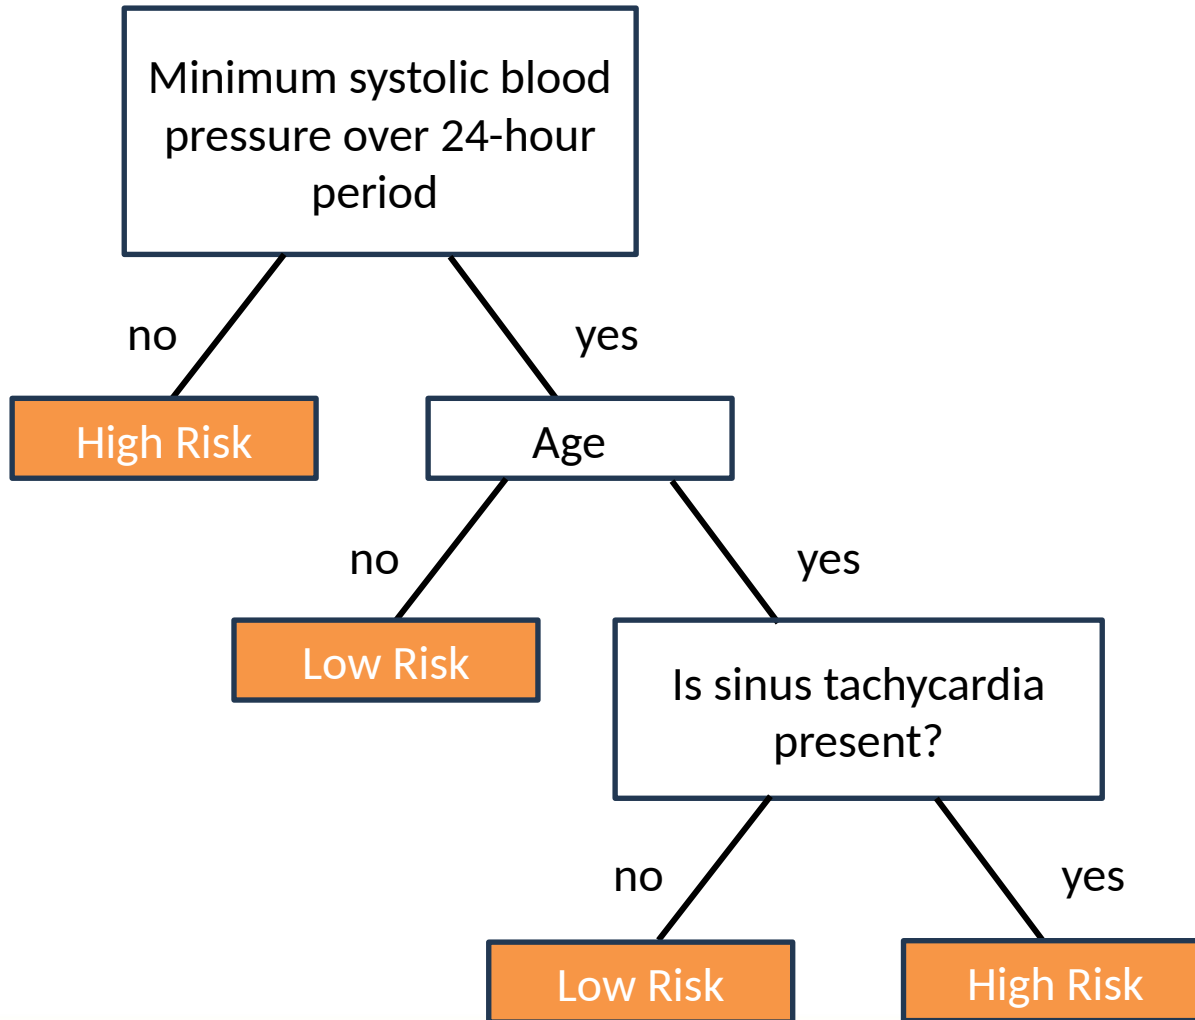 Minimum systolic blood
pressure over 24-hour
period
no
yes
High Risk
Age
no
yes
Low Risk
Is sinus tachycardia
present?
no
yes
Low Risk
High Risk